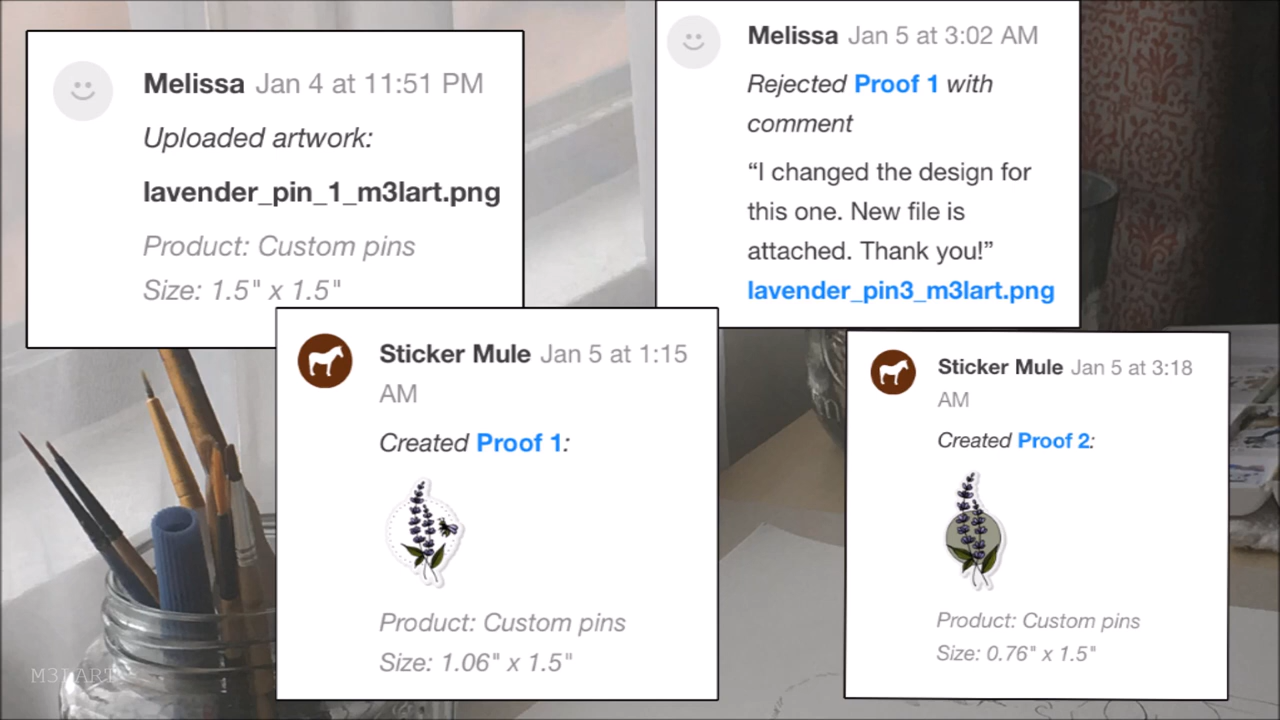 Melissa Jan 4 at 11:51 PM
Uploaded artwork:
lavender_pin_1_m3lart.png
Product: Custom pins
Size: 1.5" x 1.5"
Sticker Mule Jan 5 at 1:15
AM
Created Proof 1:
Product: Custom pins
Size: 1.06" x 1.5"
Melissa Jan 5 at 3:02 AM
Rejected Proof 1 with
comment
“I changed the design for
this one. New file is
attached. Thank you!”
lavender_pin3_m3lart.png
Sticker Mule Jan 5 at 3:18
AM
Created Proof 2:
Product: Custom pins
Size: 0.76" x 1.5"
M3LART